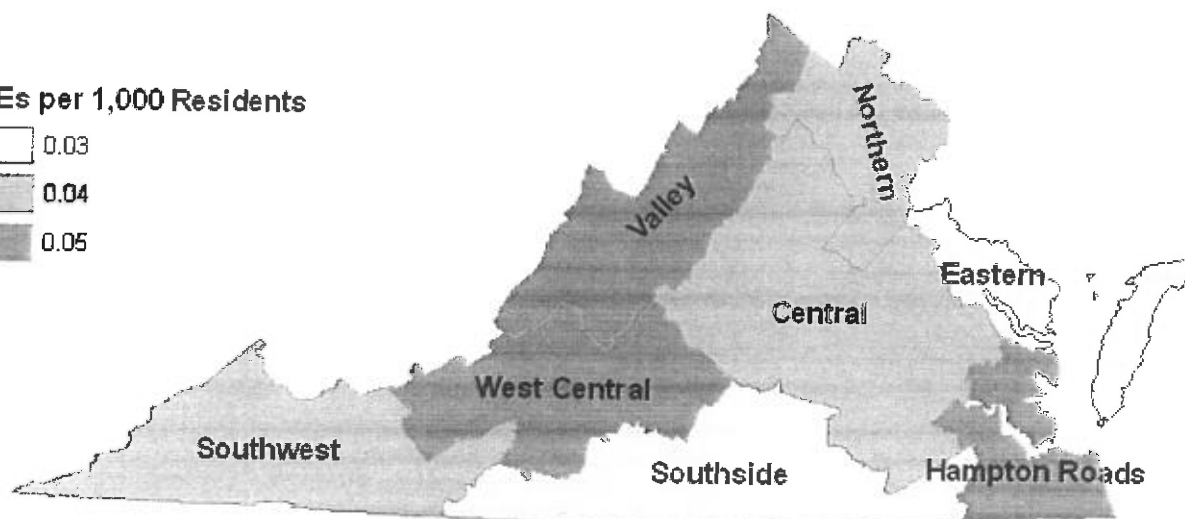 Es per 1,000 Residents
0.03
0.04
0.05
Northern
Valley
Eastern
Central
West Central
Southwest
Southside
Hampton Roads